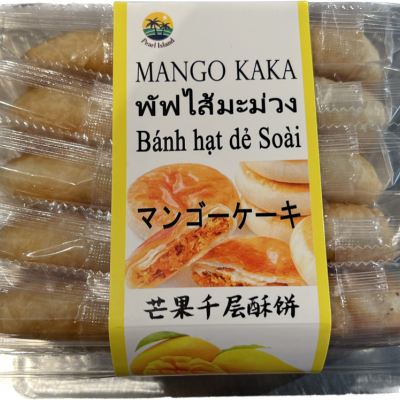 Pearl Island
MANGO KAKA
พัฟไส้มะม่วง
Bánh hạt dẻ Soài
マンゴーケーキ
芒果千层酥饼